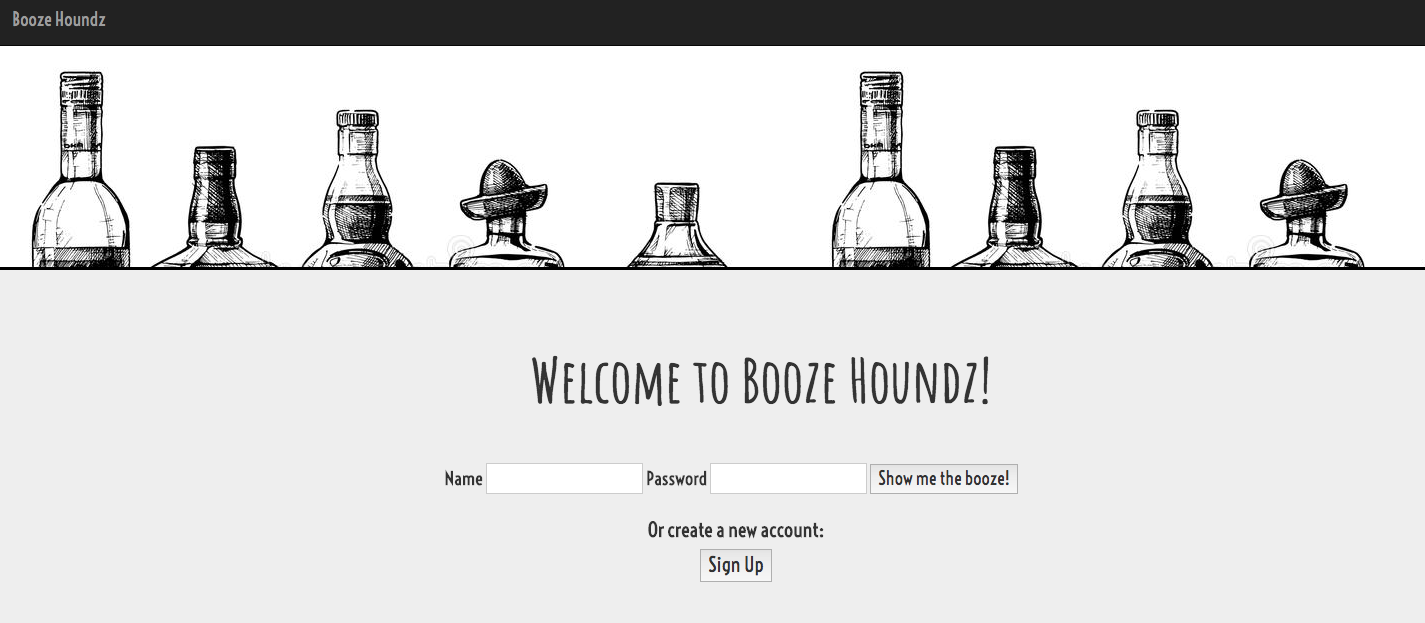 Booze Houndz
Welcome to Booze Houndz!
Name Password Show me the booze!
Or create a new account:
Sign Up